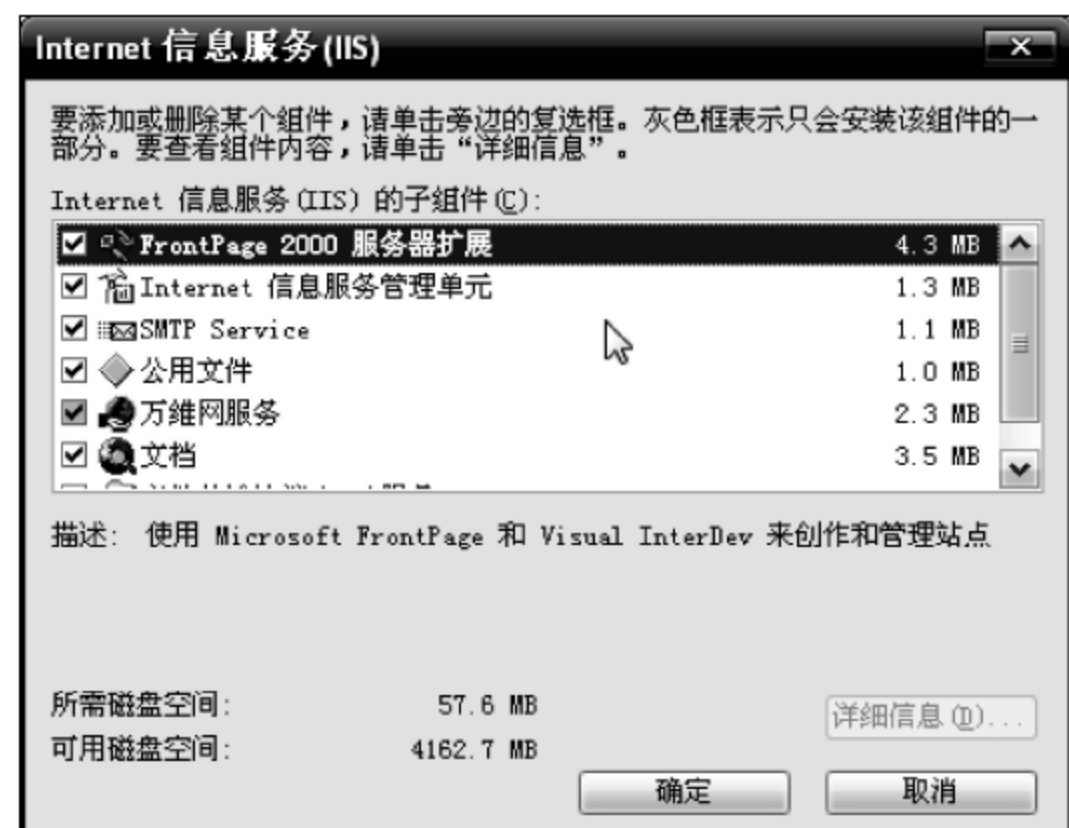 Internet 信息服务(IIS)
要添加或删除某个组件，请单击旁边的复选框。灰色框表示只会安装该组件的一
部分。要查看组件内容，请单击“详细信息”。
Internet 信息服务(IIS) 的子组件(C):
FrontPage 2000 服务器扩展 4.3 MB
Internet 信息服务管理单元 1.3 MB
SMTP Service 1.1 MB
公用文件 1.0 MB
万维网服务 2.3 MB
文档 3.5 MB
描述: 使用 Microsoft FrontPage 和 Visual InterDev 来创作和管理站点
所需磁盘空间: 57.6 MB
详细信息(D)...
可用磁盘空间: 4162.7 MB
确定 取消